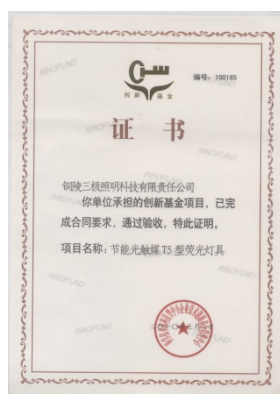 创新 基金
编号：100165
证 书
铜陵三极照明科技有限责任公司
你单位承担的创新基金项目，已完
成合同要求，通过验收，特此证明。
项目名称：节能光触媒T5型荧光灯具
INNOFUND